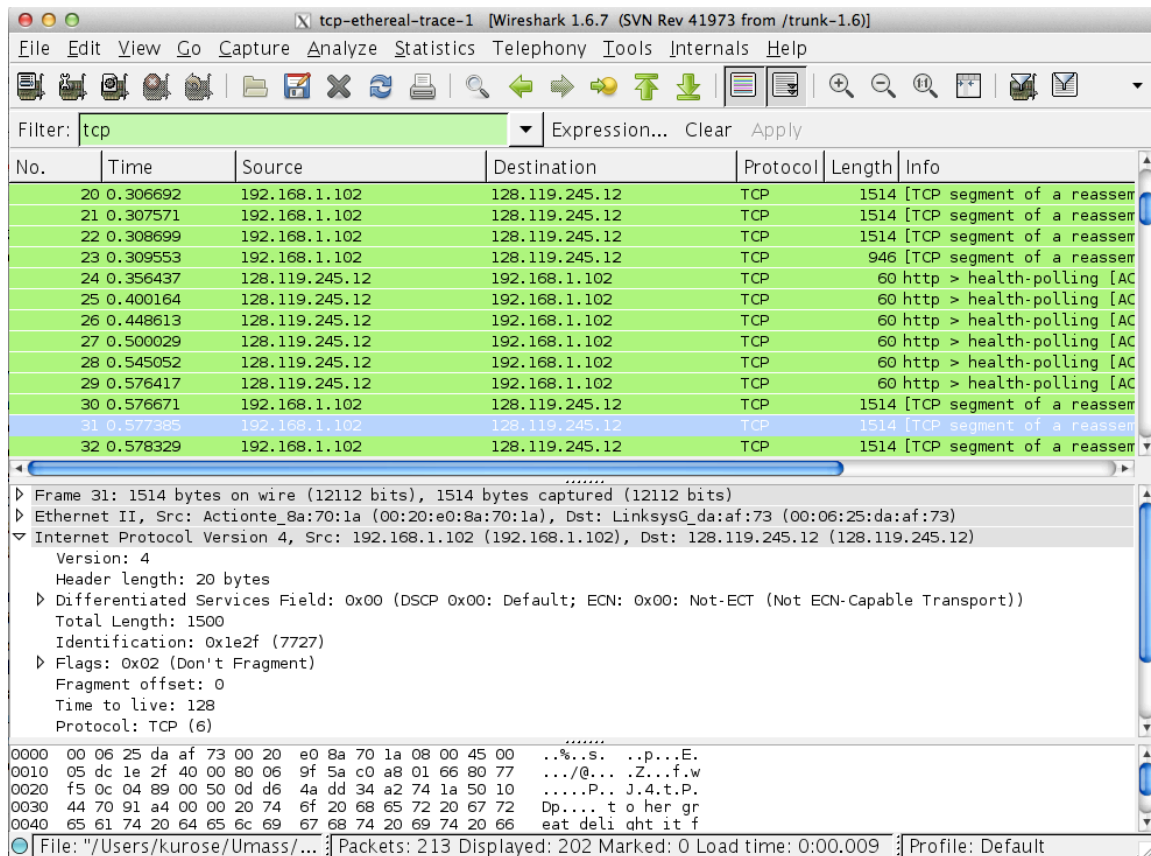 tcp-ethereal-trace-1 [Wireshark 1.6.7 (SVN Rev 41973 from /trunk-1.6)]
File Edit View Go Capture Analyze Statistics Telephony Tools Internals Help
Filter: tcp Expression... Clear Apply
No. Time Source Destination Protocol Length Info
20 0.306692 192.168.1.102 128.119.245.12 TCP 1514 [TCP segment of a reassem
21 0.307571 192.168.1.102 128.119.245.12 TCP 1514 [TCP segment of a reassem
22 0.308699 192.168.1.102 128.119.245.12 TCP 1514 [TCP segment of a reassem
23 0.309553 192.168.1.102 128.119.245.12 TCP 946 [TCP segment of a reassem
24 0.356437 128.119.245.12 192.168.1.102 TCP 60 http > health-polling [AC
25 0.400164 128.119.245.12 192.168.1.102 TCP 60 http > health-polling [AC
26 0.448613 128.119.245.12 192.168.1.102 TCP 60 http > health-polling [AC
27 0.500029 128.119.245.12 192.168.1.102 TCP 60 http > health-polling [AC
28 0.545052 128.119.245.12 192.168.1.102 TCP 60 http > health-polling [AC
29 0.576417 128.119.245.12 192.168.1.102 TCP 60 http > health-polling [AC
30 0.576671 192.168.1.102 128.119.245.12 TCP 1514 [TCP segment of a reassem
31 0.577385 192.168.1.102 128.119.245.12 TCP 1514 [TCP segment of a reassem
32 0.578329 192.168.1.102 128.119.245.12 TCP 1514 [TCP segment of a reassem
Frame 31: 1514 bytes on wire (12112 bits), 1514 bytes captured (12112 bits)
Ethernet II, Src: Actionte_8a:70:1a (00:20:e0:8a:70:1a), Dst: LinksysG_da:af:73 (00:06:25:da:af:73)
Internet Protocol Version 4, Src: 192.168.1.102 (192.168.1.102), Dst: 128.119.245.12 (128.119.245.12)
Version: 4
Header length: 20 bytes
Differentiated Services Field: 0x00 (DSCP 0x00: Default; ECN: 0x00: Not-ECT (Not ECN-Capable Transport))
Total Length: 1500
Identification: 0x1e2f (7727)
Flags: 0x02 (Don't Fragment)
Fragment offset: 0
Time to live: 128
Protocol: TCP (6)
0000 00 06 25 da af 73 00 20 e0 8a 70 1a 08 00 45 00 ..%..s. ..p...E.
0010 05 dc 1e 2f 40 00 80 06 9f 5a c0 a8 01 66 80 77 .../@... .Z...f.w
0020 f5 0c 04 89 00 50 0d d6 4a dd 34 a2 74 1a 50 10 .....P.. J.4.t.P.
0030 44 70 91 a4 00 00 20 74 6f 20 68 65 72 20 67 72 Dp.... t o her gr
0040 65 61 74 20 64 65 6c 69 67 68 74 20 69 74 20 66 eat deli ght it f
File: "/Users/kurose/Umass/... Packets: 213 Displayed: 202 Marked: 0 Load time: 0:00.009 Profile: Default